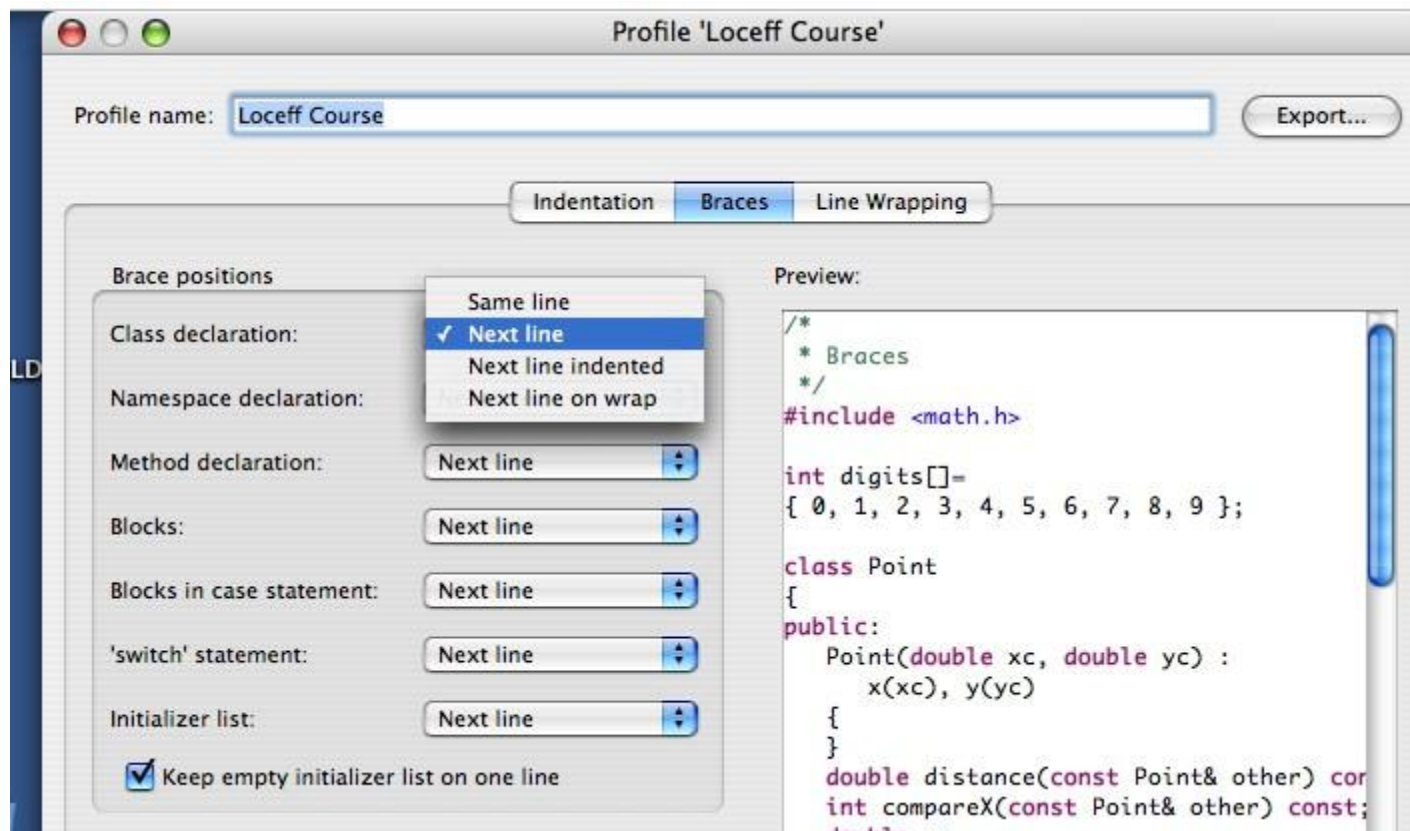 Profile 'Loceff Course'
Profile name: Loceff Course Export...
Indentation Braces Line Wrapping
Brace positions
Class declaration:
Same line
✓ Next line
Next line indented
Next line on wrap
Namespace declaration:
Method declaration: Next line
Blocks: Next line
Blocks in case statement: Next line
'switch' statement: Next line
Initializer list: Next line
Keep empty initializer list on one line
LD
Preview:
/*
 * Braces
 */
#include <math.h>
int digits[]=
{ 0, 1, 2, 3, 4, 5, 6, 7, 8, 9 };
class Point
{
public:
Point(double xc, double yc) :
x(xc), y(yc)
{
}
double distance(const Point& other) cor
int compareX(const Point& other) const;